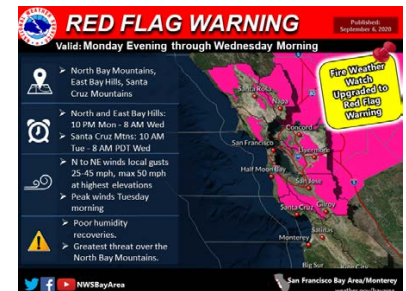 RED FLAG WARNING
Published:
September 6, 2020
Valid: Monday Evening through Wednesday Morning
North Bay Mountains,
East Bay Hills, Santa
Cruz Mountains
North and East Bay Hills:
10 PM Mon - 8 AM Wed
Santa Cruz Mtns: 10 AM
Tue - 8 AM PDT Wed
N to NE winds local gusts
25-45 mph, max 50 mph
at highest elevations
Peak winds Tuesday
morning
Poor humidity
recoveries.
Greatest threat over the
North Bay Mountains.
Fire Weather
Watch
Upgraded to
Red Flag
Warning
Santa Rosa
Napa
Concord
San Francisco
Livermore
Half Moon Bay
San Jose
Santa Cruz
Gilroy
Salinas
Monterey
Big Sur
NWSBayArea
San Francisco Bay Area/Monterey